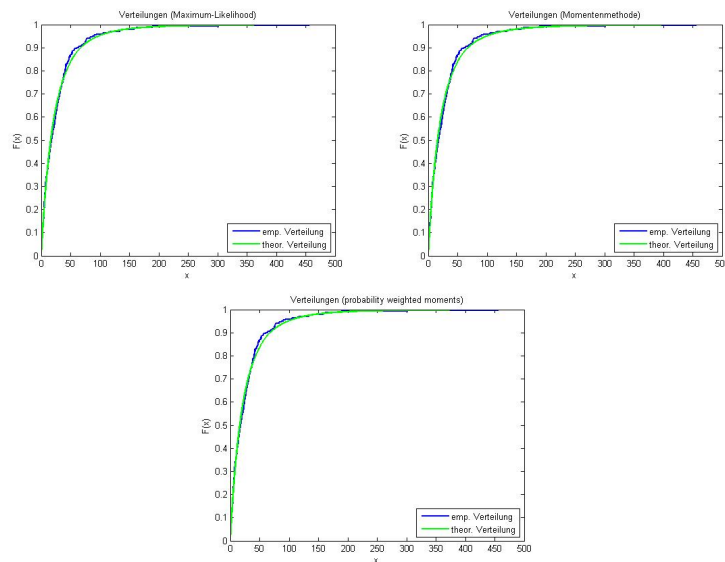 Verteilungen (Maximum-Likelihood)
1
0.9
0.8
0.7
0.6
0.5
0.4
0.3
0.2
0.1
0
F(x)
0 50 100 150 200 250 300 350 400 450 500
x
emp. Verteilung
theor. Verteilung
Verteilungen (Momentenmethode)
1
0.9
0.8
0.7
0.6
0.5
0.4
0.3
0.2
0.1
0
F(x)
0 50 100 150 200 250 300 350 400 450 500
x
emp. Verteilung
theor. Verteilung
Verteilungen (probability weighted moments)
1
0.9
0.8
0.7
0.6
0.5
0.4
0.3
0.2
0.1
0
F(x)
0 50 100 150 200 250 300 350 400 450 500
x
emp. Verteilung
theor. Verteilung